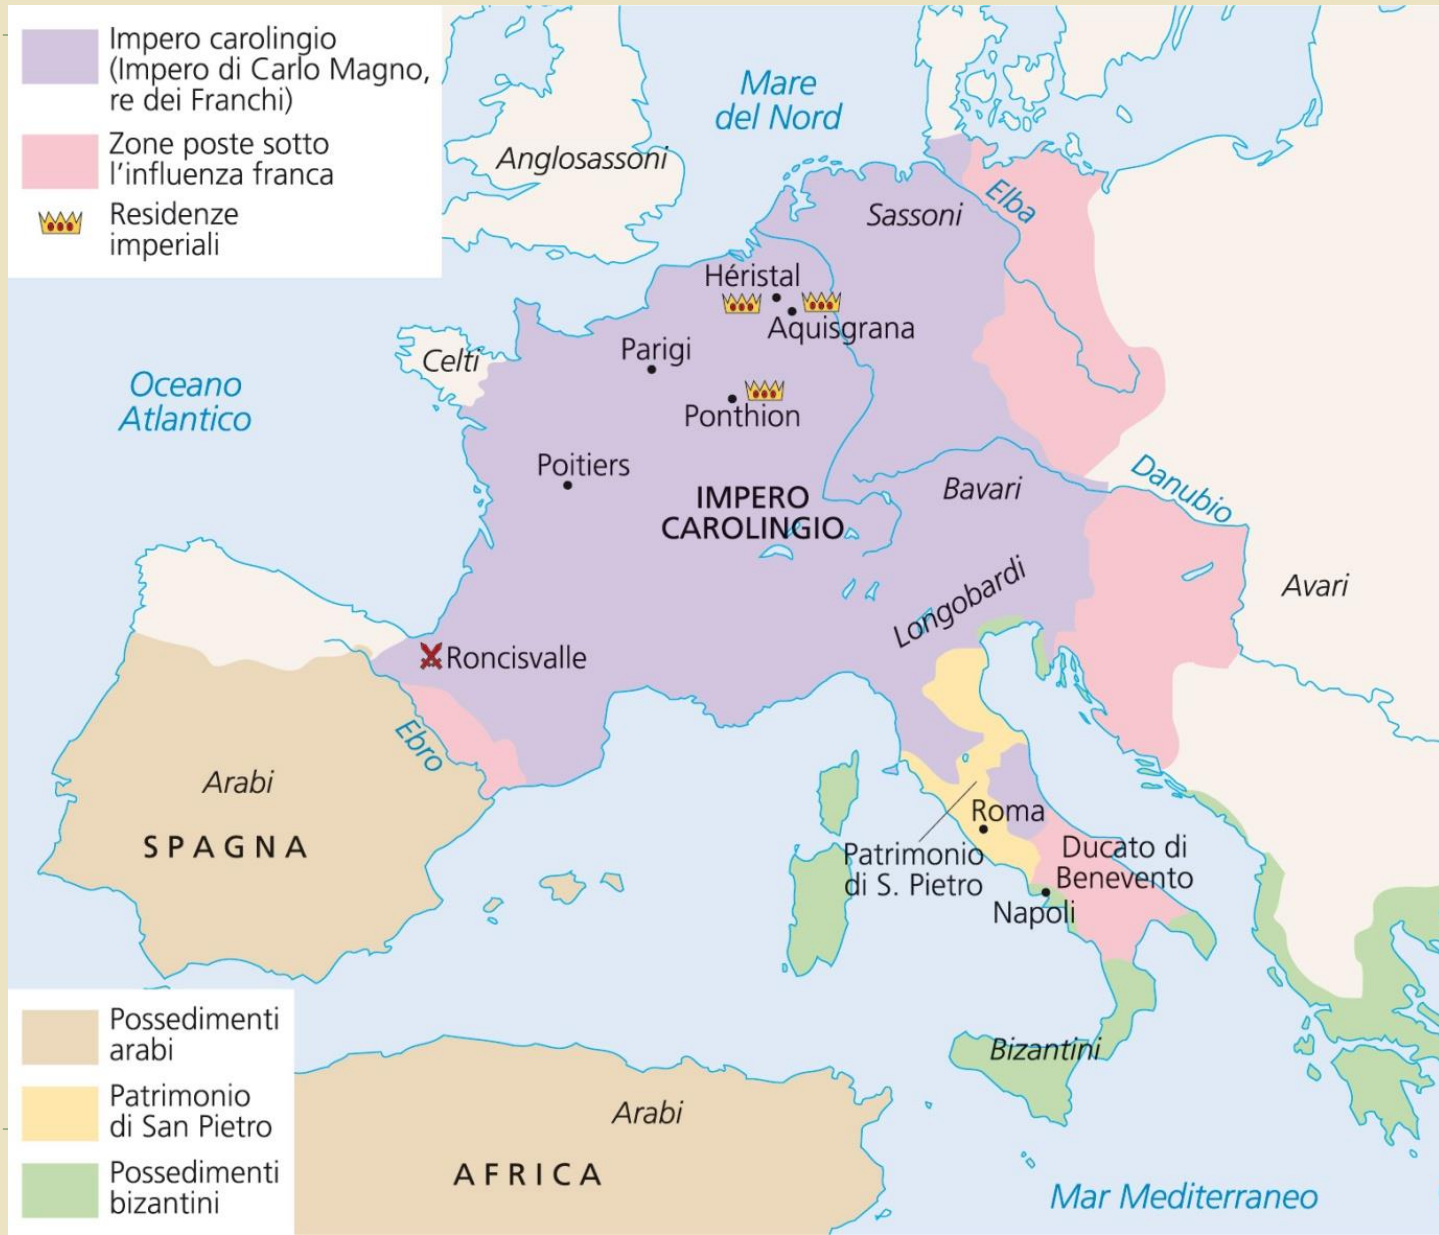 Impero carolingio
(Impero di Carlo Magno,
re dei Franchi)
Zone poste sotto
l'influenza franca
Residenze
imperiali
Mare
del Nord
Anglosassoni
Sassoni
Elba
Héristal
Aquisgrana
Parigi
Celti
Oceano
Atlantico
Ponthion
Poitiers
IMPERO
CAROLINGIO
Bavari
Danubio
Avari
Longobardi
Roncisvalle
Ebro
Arabi
SPAGNA
Roma
Patrimonio
di S. Pietro
Ducato di
Benevento
Napoli
Bizantini
Arabi
AFRICA
Mar Mediterraneo
Possedimenti
arabi
Patrimonio
di San Pietro
Possedimenti
bizantini